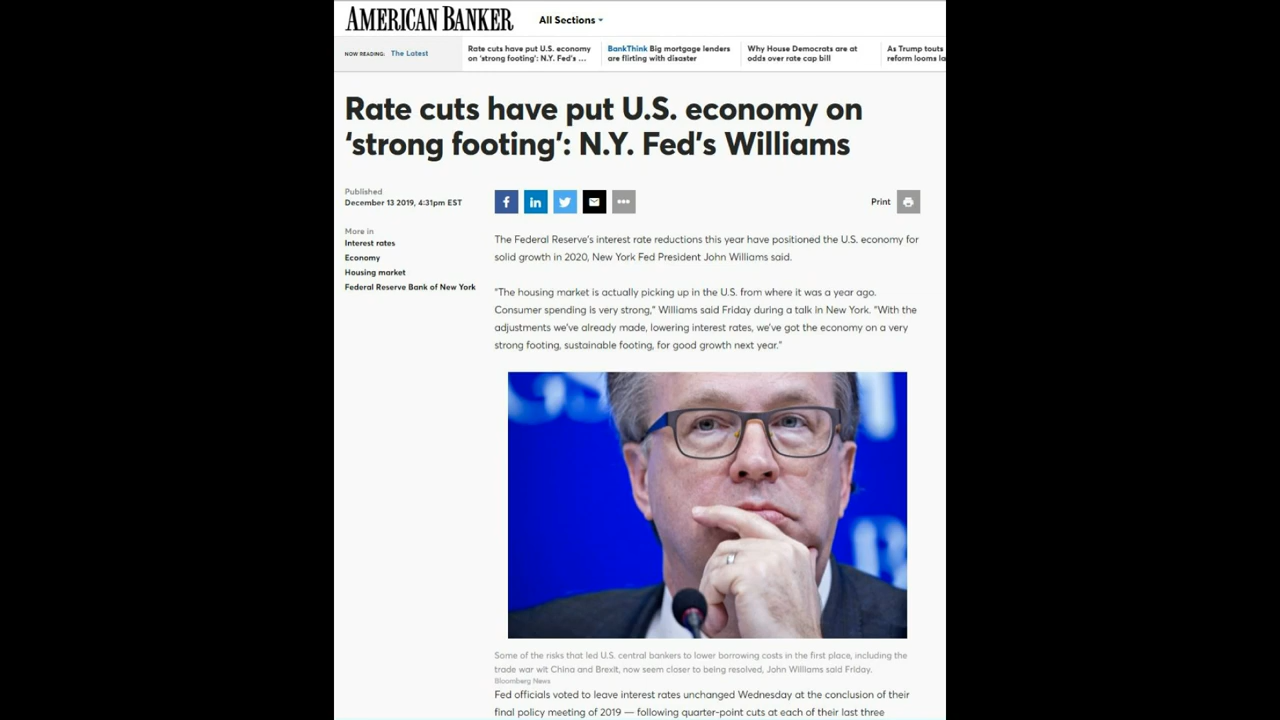 AMERICAN BANKER
All Sections
NOW READING: The Latest
Rate cuts have put U.S. economy
on 'strong footing': N.Y. Fed's ...
BankThink Big mortgage lenders
are flirting with disaster
Why House Democrats are at
odds over rate cap bill
As Trump touts
reform looms la
Rate cuts have put U.S. economy on
‘strong footing’: N.Y. Fed’s Williams
Published
December 13 2019, 4:31pm EST
More in
Interest rates
Economy
Housing market
Federal Reserve Bank of New York
f
in
Print
The Federal Reserve's interest rate reductions this year have positioned the U.S. economy for
solid growth in 2020, New York Fed President John Williams said.
"The housing market is actually picking up in the U.S. from where it was a year ago.
Consumer spending is very strong," Williams said Friday during a talk in New York. "With the
adjustments we've already made, lowering interest rates, we've got the economy on a very
strong footing, sustainable footing, for good growth next year."
Some of the risks that led U.S. central bankers to lower borrowing costs in the first place, including the
trade war wit China and Brexit, now seem closer to being resolved, John Williams said Friday.
Bloomberg News
Fed officials voted to leave interest rates unchanged Wednesday at the conclusion of their
final policy meeting of 2019 — following quarter-point cuts at each of their last three